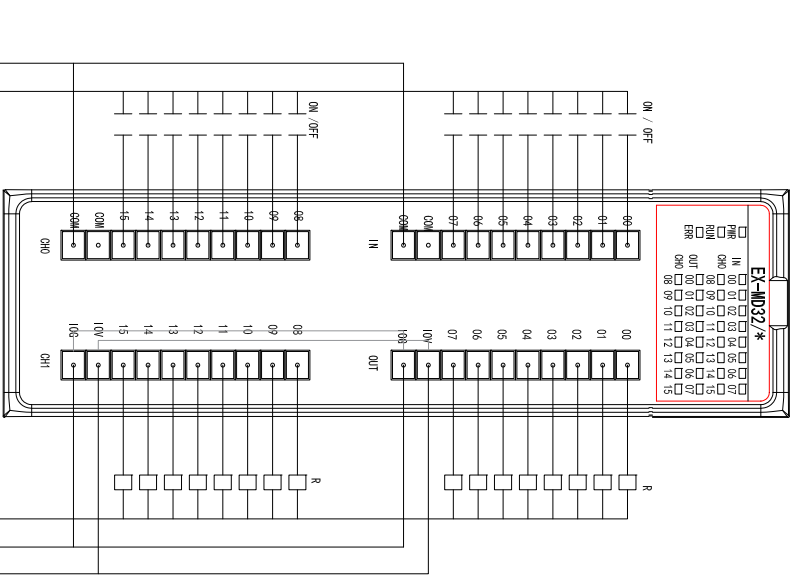 ON /OFF
ON / OFF
COM COM 15 14 13 12 11 10 09 08
COM COM 07 06 05 04 03 02 01 00
CH0
IN
IOG IOV 15 14 13 12 11 10 09 08
IOG IOV 07 06 05 04 03 02 01 00
CH1
OUT
R
R
EX-MD32/*
PWR
RUN
ERR
IN 00 01 02 03 04 05 06 07
CH0 08 09 10 11 12 13 14 15
OUT 00 01 02 03 04 05 06 07
CH0 08 09 10 11 12 13 14 15